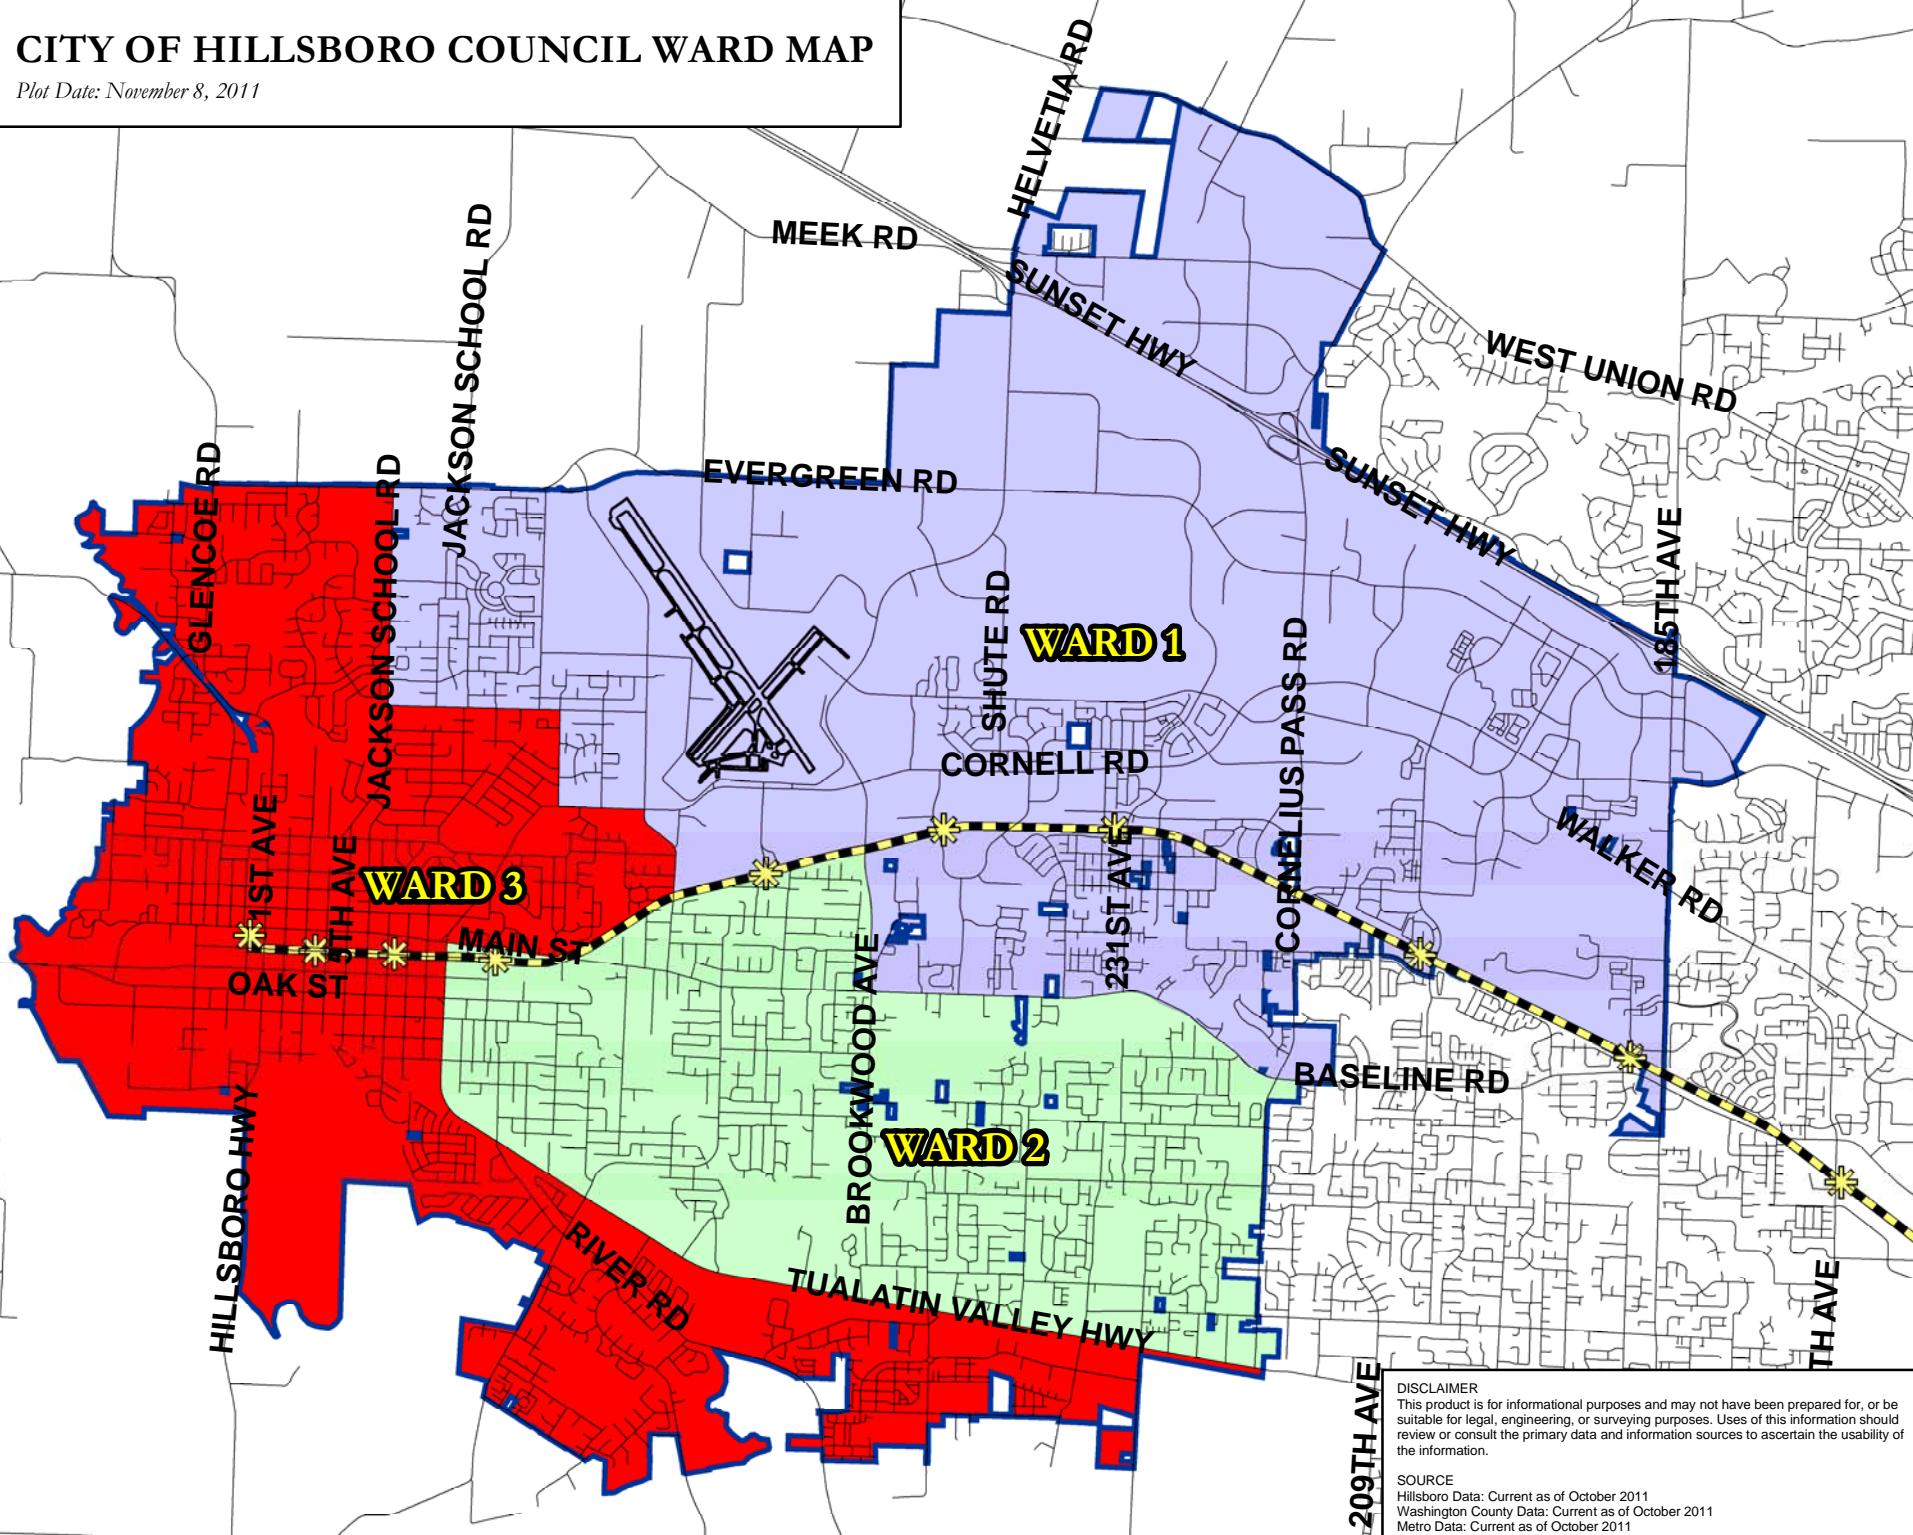 CITY OF HILLSBORO COUNCIL WARD MAP
Plot Date: November 8, 2011
HELVETIA RD
MEEK RD
JACKSON SCHOOL RD
SUNSET HWY
WEST UNION RD
GLENCOE RD
JACKSON SCHOOL RD
EVERGREEN RD
SUNSET HWY
185TH AVE
SHUTE RD
WARD 1
CORNELIUS PASS RD
CORNELL RD
WALKER RD
1ST AVE
5TH AVE
WARD 3
MAIN ST
OAK ST
BROOKWOOD AVE
231ST AVE
BASELINE RD
WARD 2
HILLSBORO HWY
RIVER RD
TUALATIN VALLEY HWY
TH AVE
209TH AVE
DISCLAIMER
This product is for informational purposes and may not have been prepared for, or be
suitable for legal, engineering, or surveying purposes. Uses of this information should
review or consult the primary data and information sources to ascertain the usability of
the information.
SOURCE
Hillsboro Data: Current as of October 2011
Washington County Data: Current as of October 2011
Metro Data: Current as of October 2011